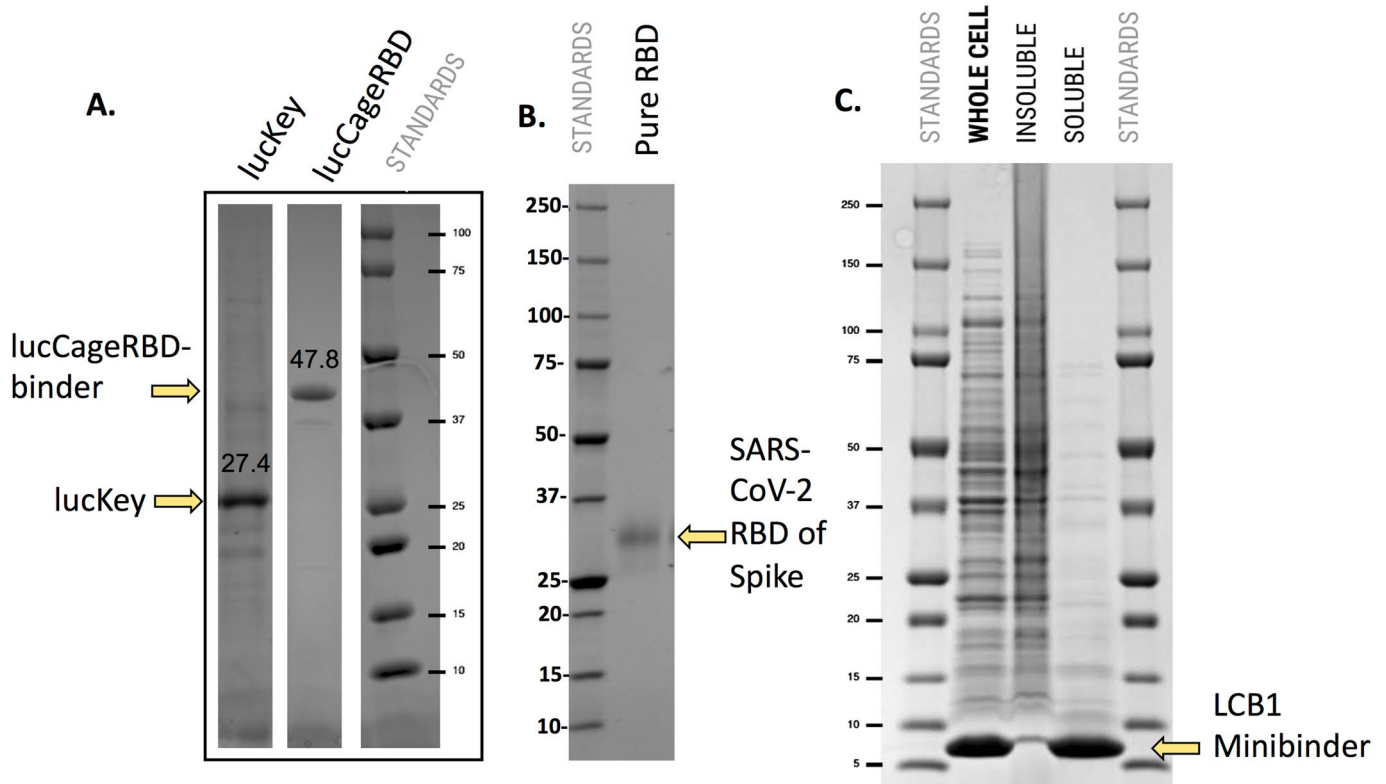 A.
lucKey
lucCageRBD
STANDARDS
lucCageRBD-
binder
lucKey
47.8
27.4
100
75
50
37
25
20
15
10
B.
STANDARDS
Pure RBD
250-
150-
100-
75-
50-
37-
25-
20-
15-
10-
SARS-
CoV-2
RBD of
Spike
C.
STANDARDS
WHOLE CELL
INSOLUBLE
SOLUBLE
STANDARDS
250
150
100
75
50
37
25
20
15
10
5
LCB1
Minibinder